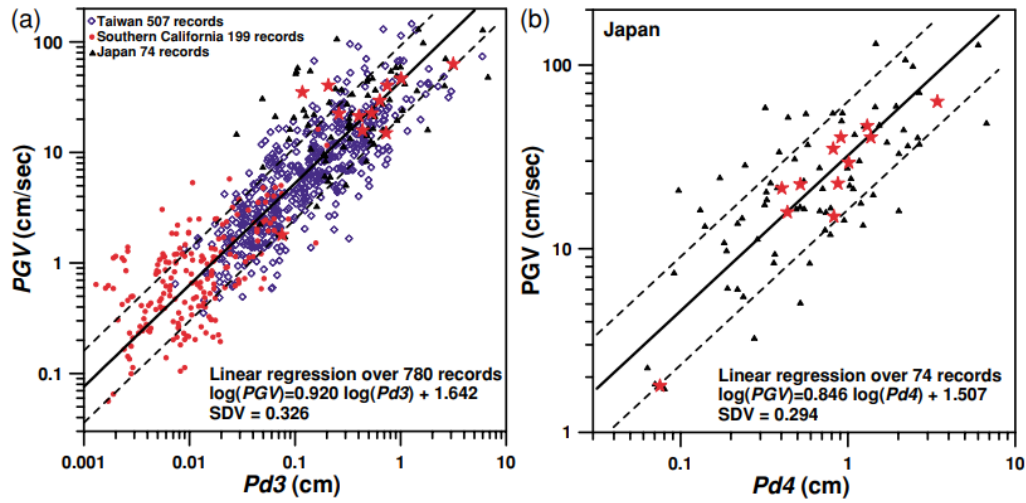 (a)
Taiwan 507 records
Southern California 199 records
Japan 74 records
100
10
1
0.1
PGV (cm/sec)
Linear regression over 780 records
log(PGV)=0.920 log(Pd3) + 1.642
SDV = 0.326
0.001
0.01
0.1
1
10
Pd3 (cm)
(b)
Japan
100
10
1
PGV (cm/sec)
Linear regression over 74 records
log(PGV)=0.846 log(Pd4) + 1.507
SDV = 0.294
0.1
1
10
Pd4 (cm)